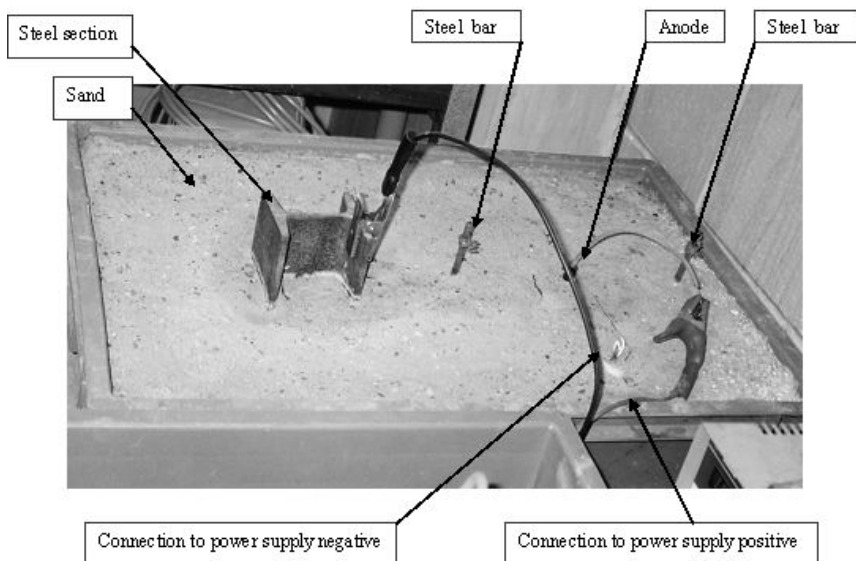 Steel section
Steel bar
Anode
Steel bar
Sand
Connection to power supply negative
Connection to power supply positive